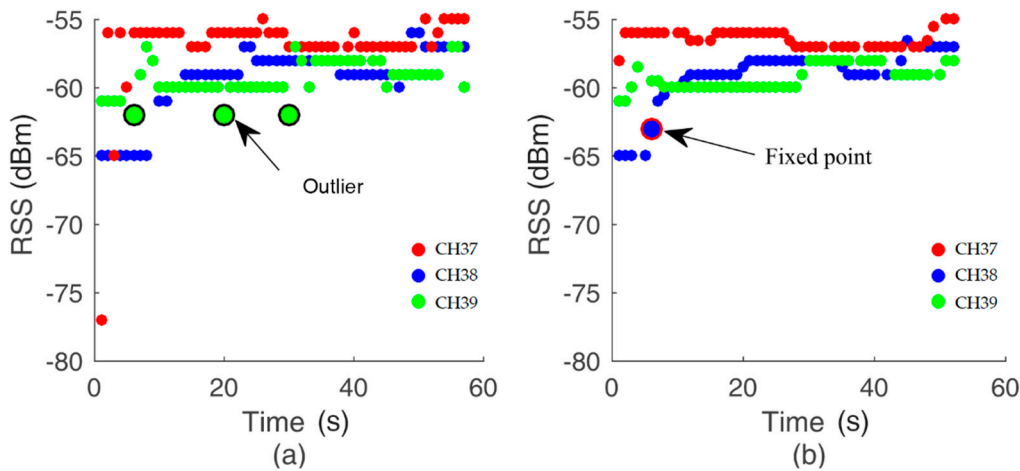 -55
-60
-65
-70
-75
-80
RSS (dBm)
Outlier
CH37
CH38
CH39
0
20
40
60
Time (s)
(a)
-55
-60
-65
-70
-75
-80
RSS (dBm)
Fixed point
CH37
CH38
CH39
0
20
40
60
Time (s)
(b)